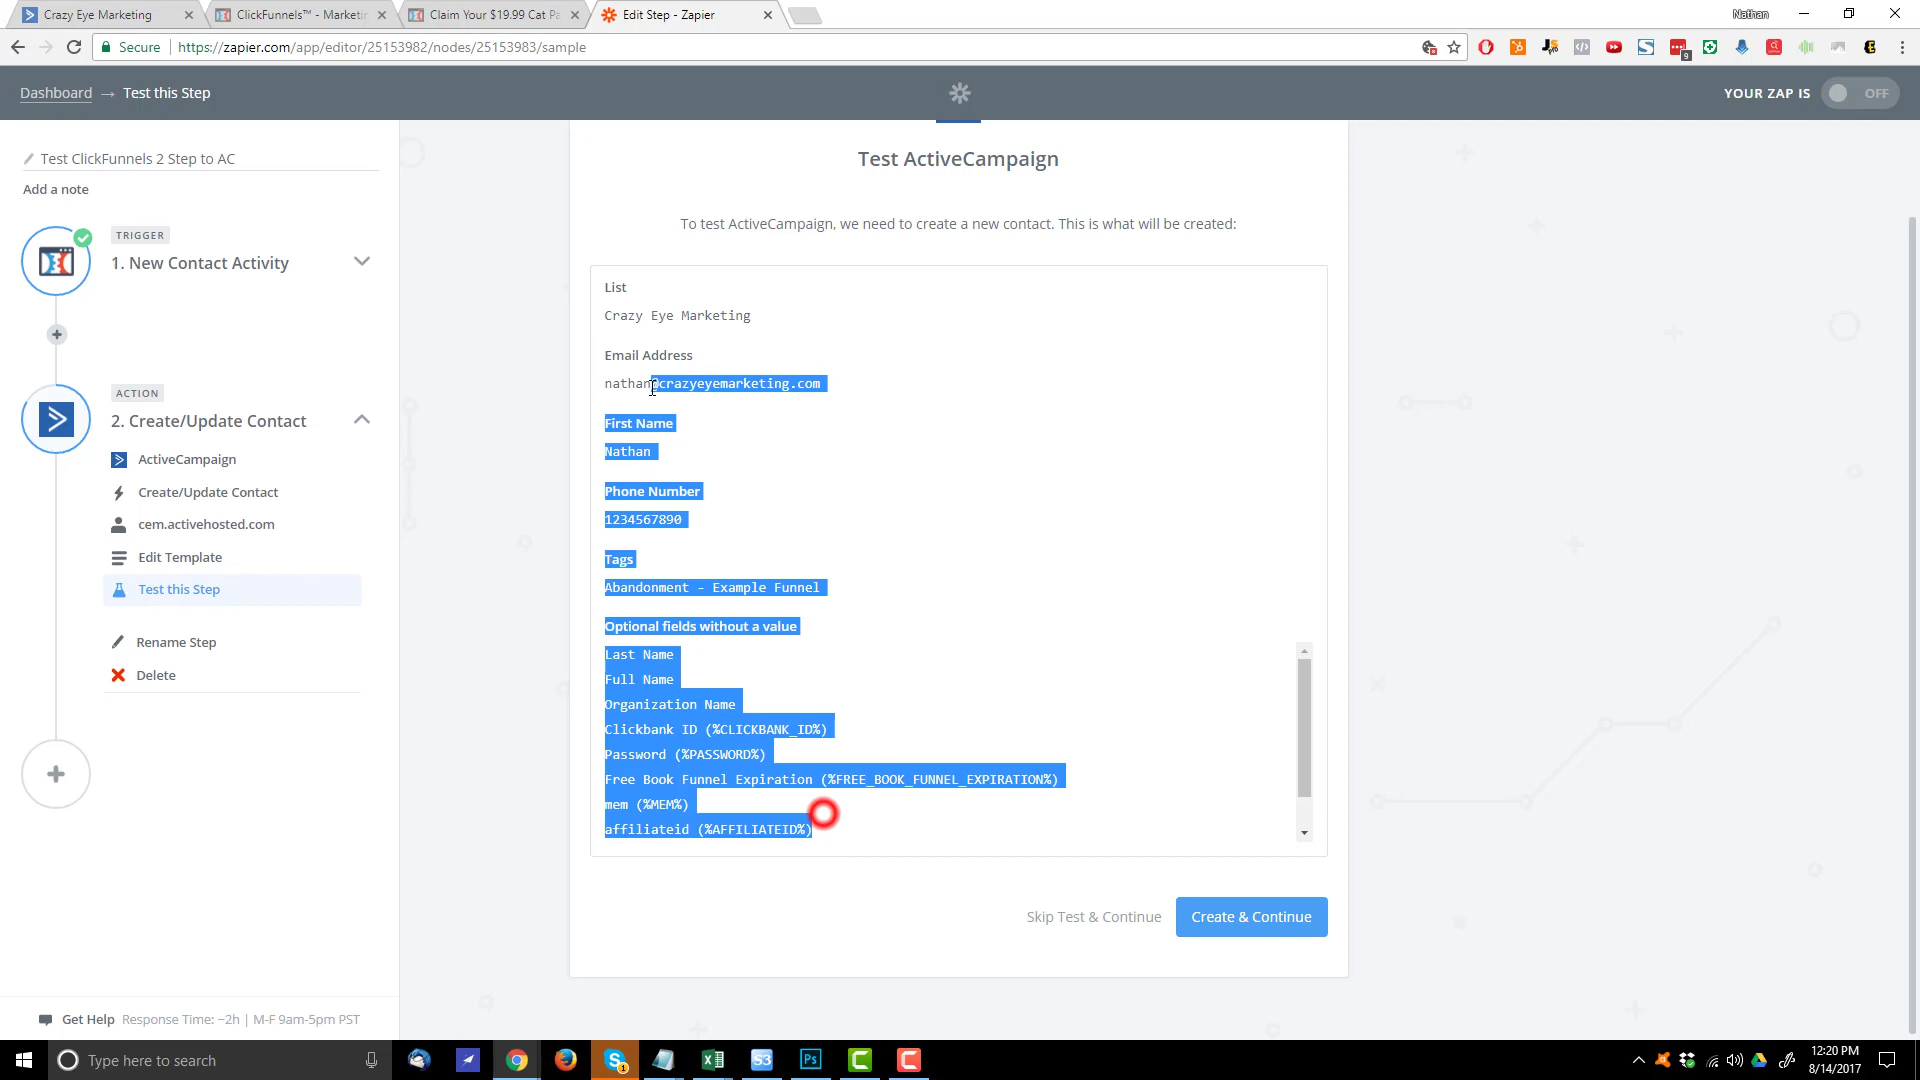 Crazy Eye Marketing
ClickFunnels™ - Marketin
Claim Your $19.99 Cat Pa
Edit Step - Zapier
Nathan
Secure
https://zapier.com/app/editor/25153982/nodes/25153983/sample
9
Dashboard → Test this Step
YOUR ZAP IS
OFF
Test ClickFunnels 2 Step to AC
Add a note
TRIGGER
1. New Contact Activity
ACTION
2. Create/Update Contact
ActiveCampaign
Create/Update Contact
cem.activehosted.com
Edit Template
Test this Step
Rename Step
Delete
Get Help Response Time: ~2h | M-F 9am-5pm PST
Test ActiveCampaign
To test ActiveCampaign, we need to create a new contact. This is what will be created:
List
Crazy Eye Marketing
Email Address
nathan@crazyeyemarketing.com
First Name
Nathan
Phone Number
1234567890
Tags
Abandonment - Example Funnel
Optional fields without a value
Last Name
Full Name
Organization Name
Clickbank ID (%CLICKBANK_ID%)
Password (%PASSWORD%)
Free Book Funnel Expiration (%FREE_BOOK_FUNNEL_EXPIRATION%)
mem (%MEM%)
affiliateid (%AFFILIATEID%)
Skip Test & Continue
Create & Continue
Type here to search
S
1
S3
Ps
12:20 PM
8/14/2017